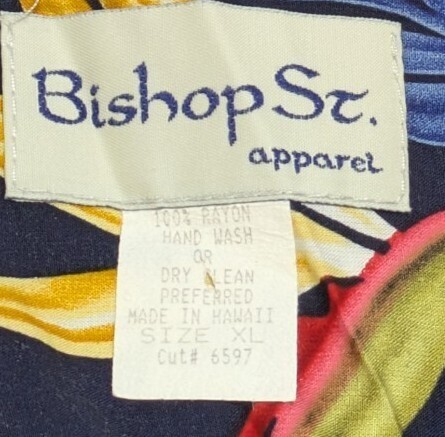 Bishop St.
apparel
100% RAYON
HAND WASH
OR
DRY CLEAN
PREFERRED
MADE IN HAWAII
SIZE XL
Cut# 6597